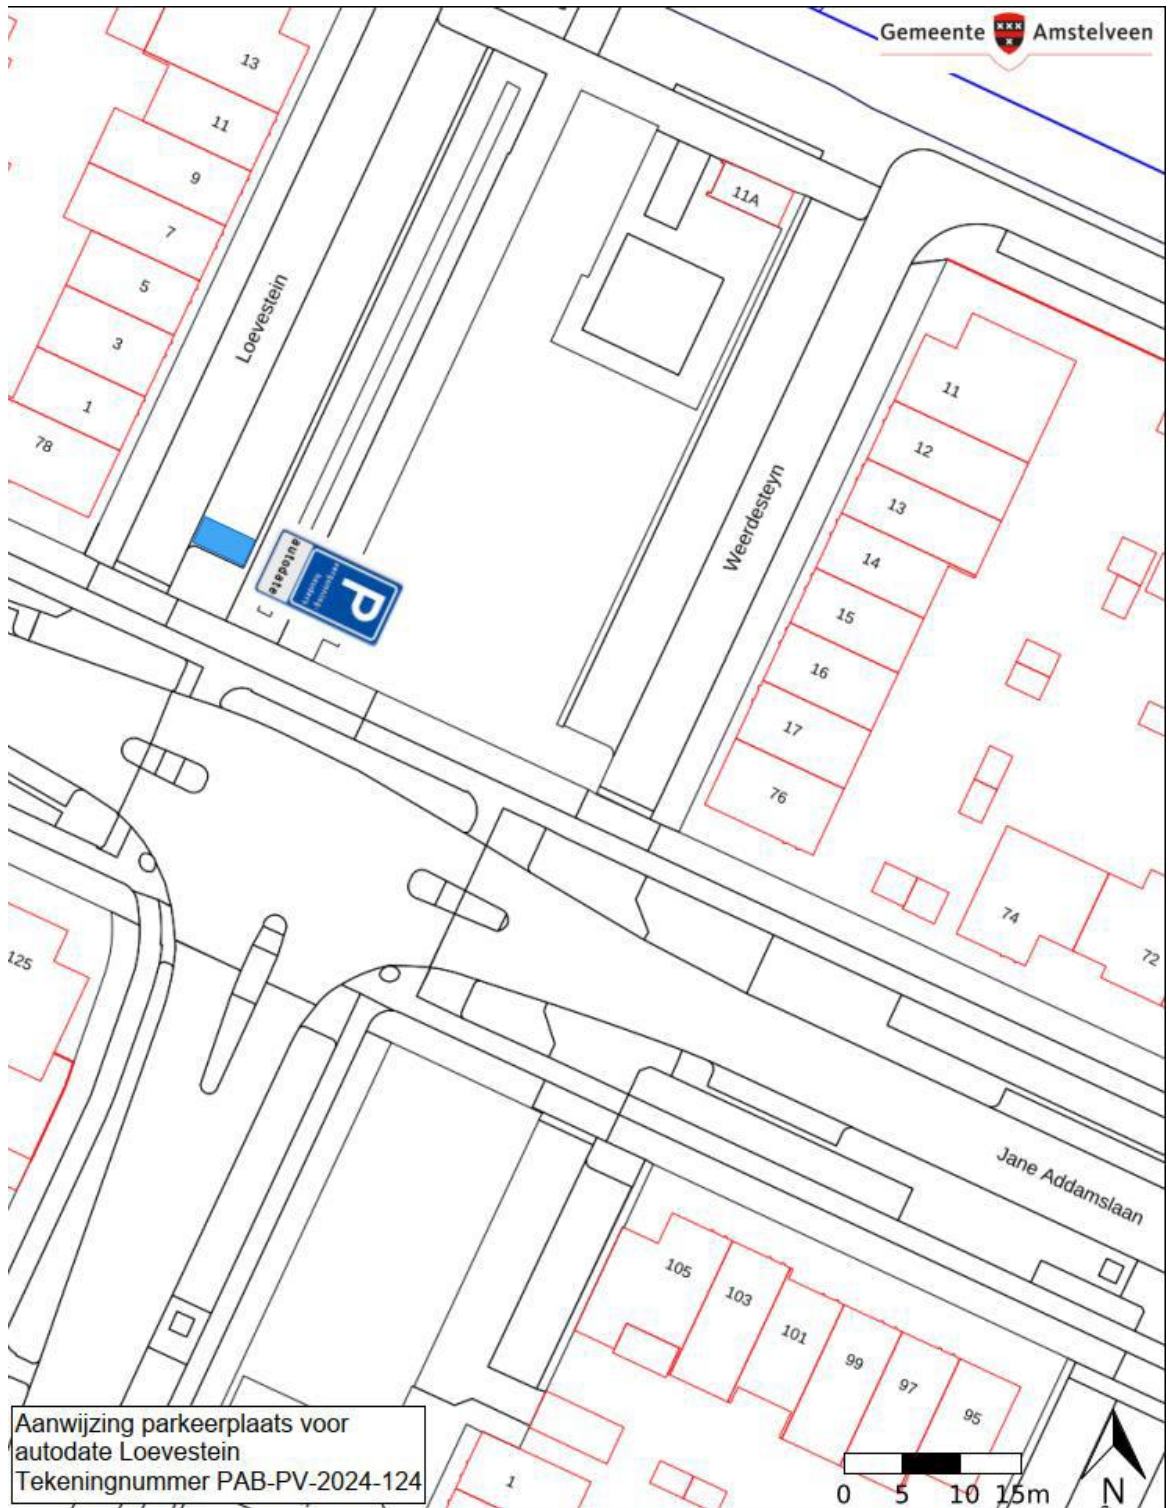 Gemeente Amstelveen
13
11
9
7
5
3
1
78
Loevestein
11A
Weerdesteyn
11
12
13
14
15
16
17
76
74
72
P
vergunning-
houders
autodate
125
Jane Addamslaan
105
103
101
99
97
95
1
Aanwijzing parkeerplaats voor
autodate Loevestein
Tekeningnummer PAB-PV-2024-124
0 5 10 15m
N